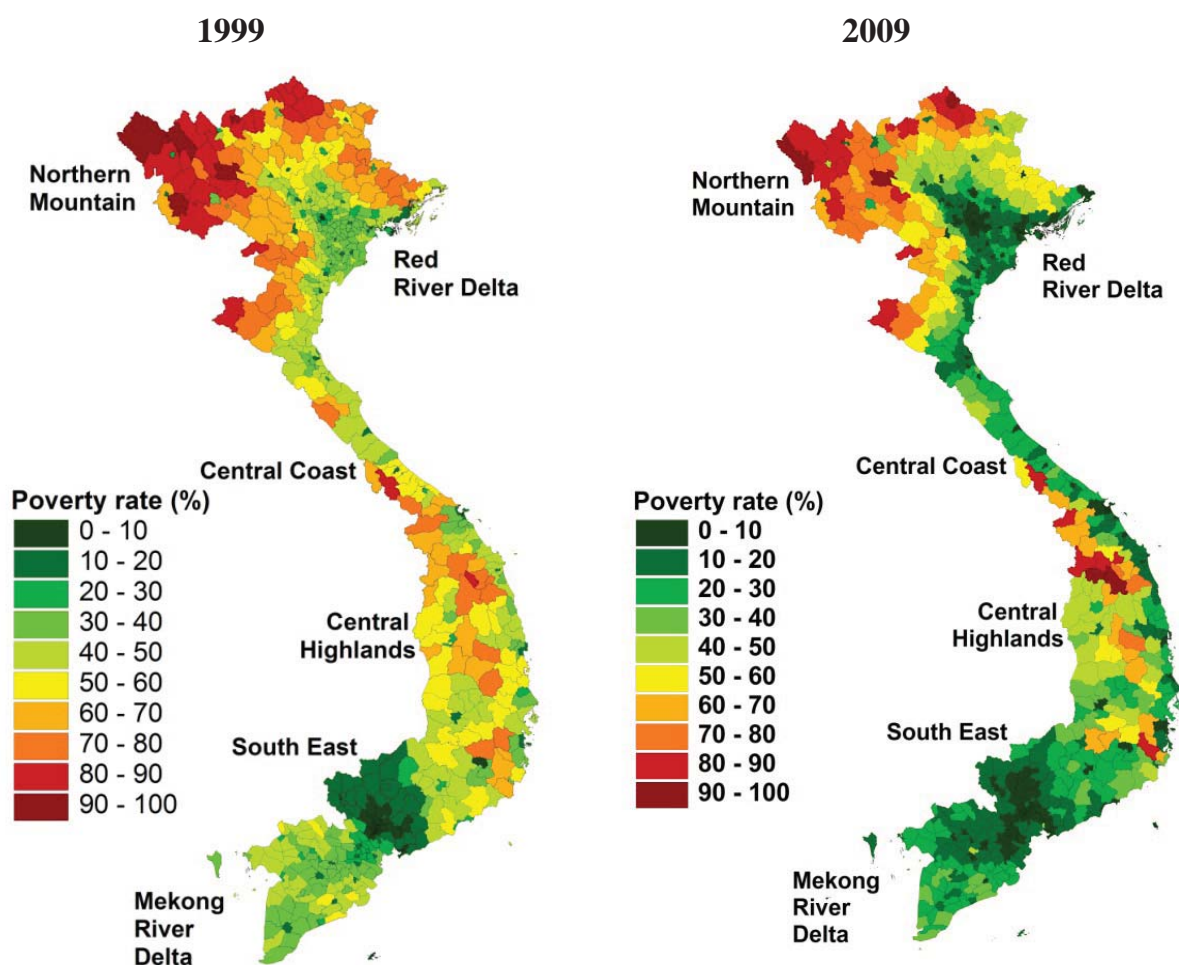 1999
Northern
Mountain
Red
River Delta
Central Coast
Poverty rate (%)
0 - 10
10 - 20
20 - 30
30 - 40
40 - 50
50 - 60
60 - 70
70 - 80
80 - 90
90 - 100
Central
Highlands
South East
Mekong
River
Delta
2009
Northern
Mountain
Red
River Delta
Central Coast
Poverty rate (%)
0 - 10
10 - 20
20 - 30
30 - 40
40 - 50
50 - 60
60 - 70
70 - 80
80 - 90
90 - 100
Central
Highlands
South East
Mekong
River
Delta